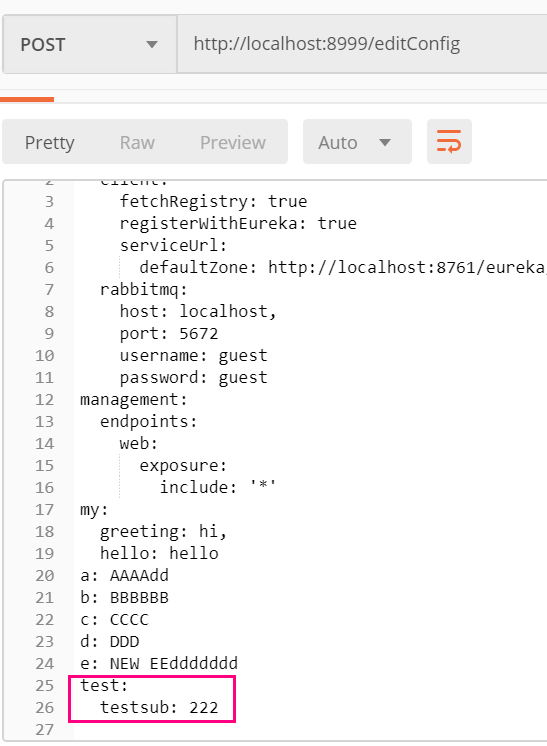 POST http://localhost:8999/editConfig
Pretty Raw Preview Auto
2 client:
3 fetchRegistry: true
4 registerWithEureka: true
5 serviceUrl:
6 defaultZone: http://localhost:8761/eureka,
7 rabbitmq:
8 host: localhost,
9 port: 5672
10 username: guest
11 password: guest
12 management:
13 endpoints:
14 web:
15 exposure:
16 include: '*'
17 my:
18 greeting: hi,
19 hello: hello
20 a: AAAAdd
21 b: BBBBBB
22 c: CCCC
23 d: DDD
24 e: NEW EEddddddd
25 test:
26 testsub: 222
27